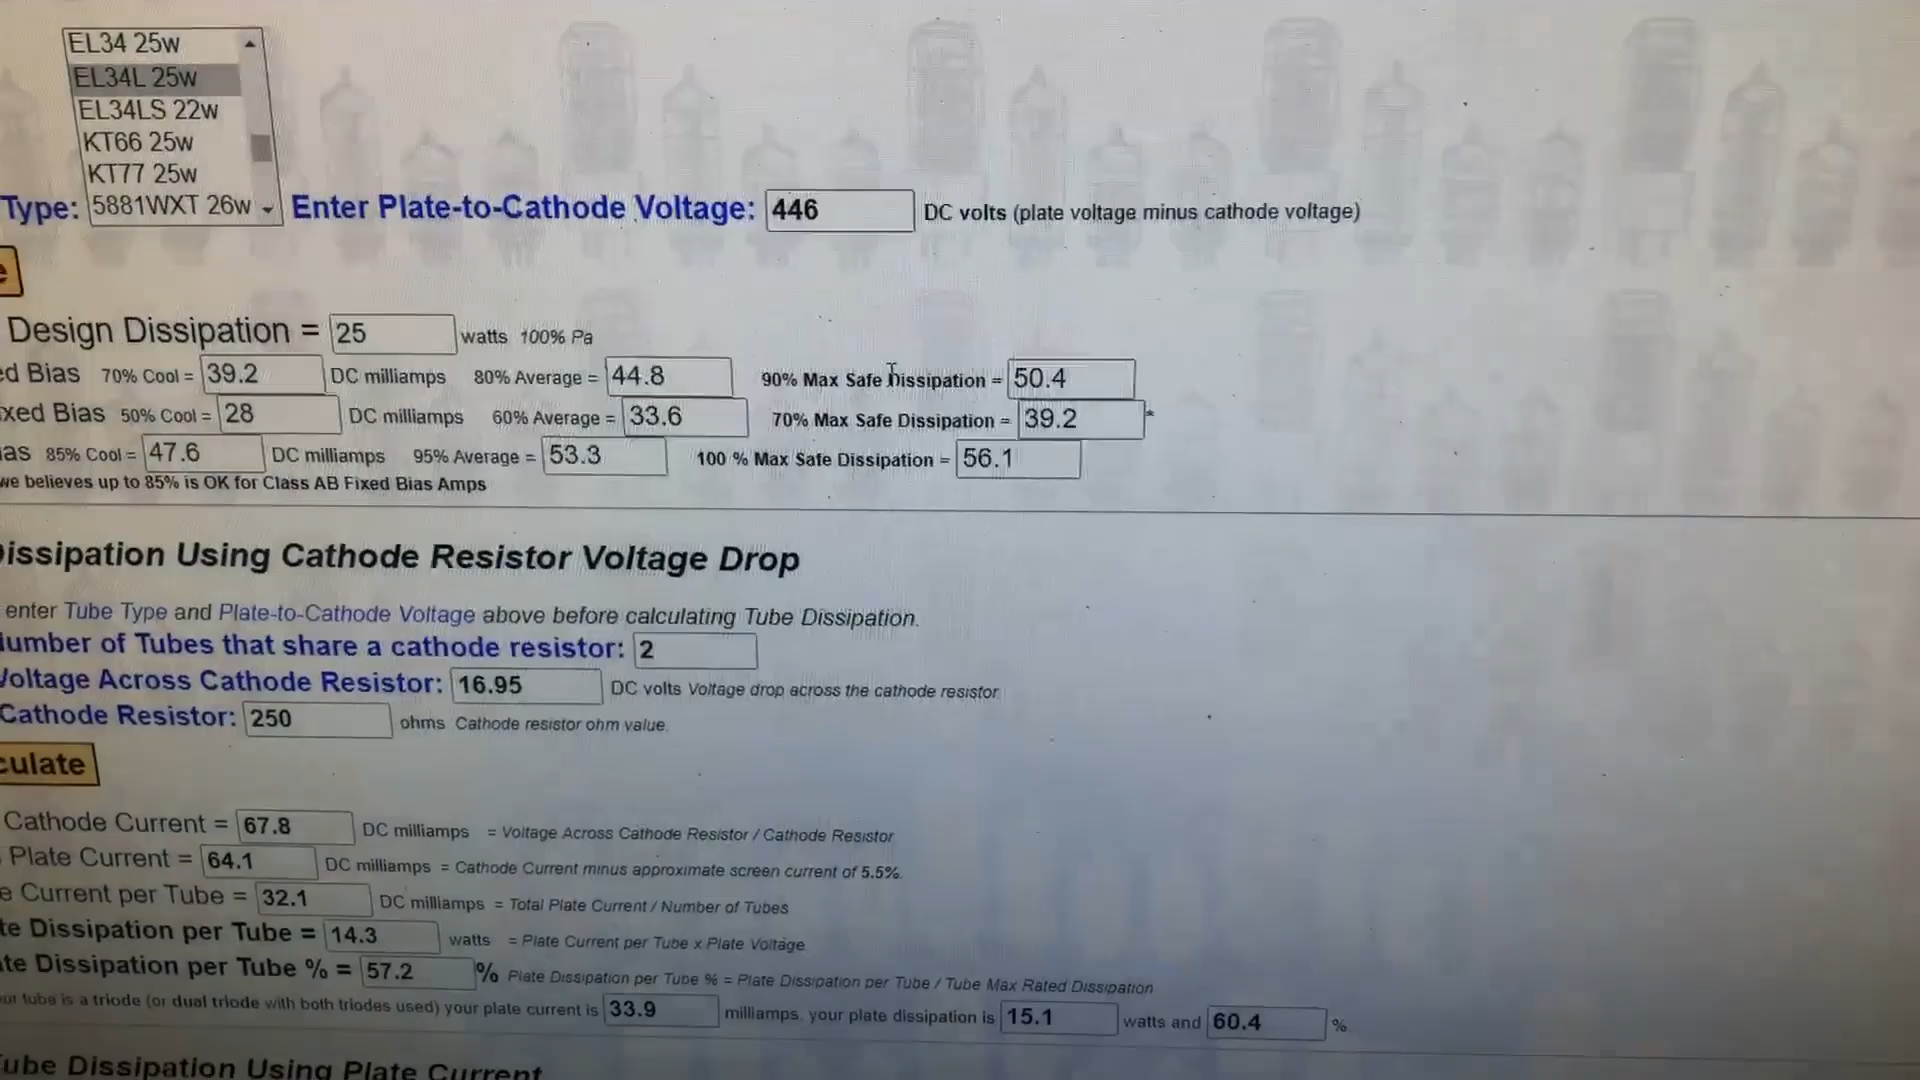 EL34 25w
EL34L 25w
EL34LS 22w
KT66 25w
KT77 25w
Type: 5881WXT 26w Enter Plate-to-Cathode Voltage: 446 DC volts (plate voltage minus cathode voltage)
e
Design Dissipation = 25 watts 100% Pa
ed Bias 70% Cool = 39.2 DC milliamps 80% Average = 44.8 90% Max Safe Dissipation = 50.4
xed Bias 50% Cool = 28 DC milliamps 60% Average = 33.6 70% Max Safe Dissipation = 39.2 *
as 85% Cool = 47.6 DC milliamps 95% Average = 53.3 100 % Max Safe Dissipation = 56.1
we believes up to 85% is OK for Class AB Fixed Bias Amps
issipation Using Cathode Resistor Voltage Drop
enter Tube Type and Plate-to-Cathode Voltage above before calculating Tube Dissipation.
umber of Tubes that share a cathode resistor: 2
Voltage Across Cathode Resistor: 16.95 DC volts Voltage drop across the cathode resistor
Cathode Resistor: 250 ohms Cathode resistor ohm value.
culate
Cathode Current = 67.8 DC milliamps = Voltage Across Cathode Resistor / Cathode Resistor
Plate Current = 64.1 DC milliamps = Cathode Current minus approximate screen current of 5.5%.
e Current per Tube = 32.1 DC milliamps = Total Plate Current / Number of Tubes
te Dissipation per Tube = 14.3 watts = Plate Current per Tube x Plate Voltage
ate Dissipation per Tube % = 57.2 % Plate Dissipation per Tube % = Plate Dissipation per Tube / Tube Max Rated Dissipation
our tube is a triode (or dual triode with both triodes used) your plate current is 33.9 milliamps, your plate dissipation is 15.1 watts and 60.4 %
ube Dissipation Using Plate Current